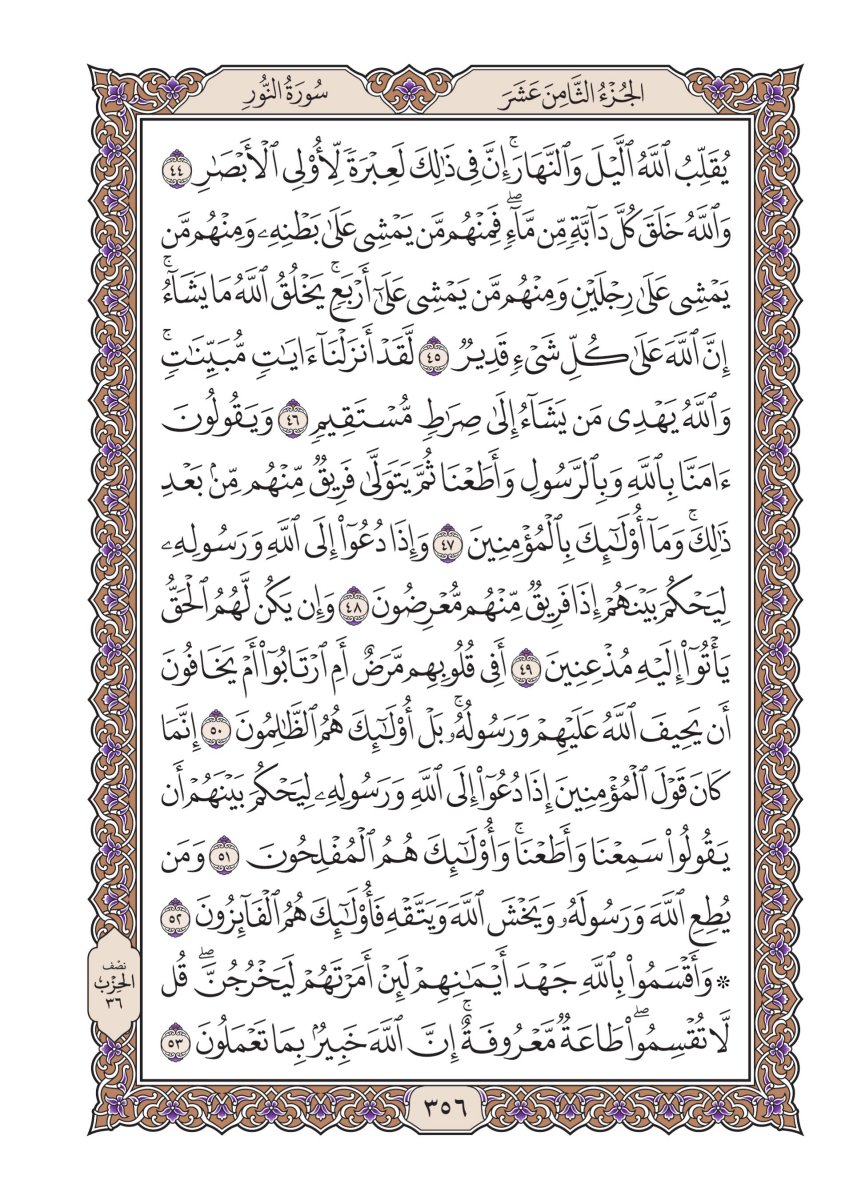 الجُزْءُ الثَّامِنَ عَشَرَ
سُورَةُ النُّورِ
يُقَلِّبُ ٱللَّهُ ٱلَّيْلَ وَٱلنَّهَارَۚ إِنَّ فِى ذَٰلِكَ لَعِبْرَةً لِّأُو۟لِى ٱلْأَبْصَـٰرِ ٤٤
وَٱللَّهُ خَلَقَ كُلَّ دَآبَّةٍ مِّن مَّآءٍۖ فَمِنْهُم مَّن يَمْشِى عَلَىٰ بَطْنِهِۦ وَمِنْهُم مَّن
يَمْشِى عَلَىٰ رِجْلَيْنِ وَمِنْهُم مَّن يَمْشِى عَلَىٰٓ أَرْبَعٍۚ يَخْلُقُ ٱللَّهُ مَا يَشَآءُۚ
إِنَّ ٱللَّهَ عَلَىٰ كُلِّ شَىْءٍ قَدِيرٌ ٤٥ لَّقَدْ أَنزَلْنَآ ءَايَـٰتٍ مُّبَيِّنَـٰتٍۚ
وَٱللَّهُ يَهْدِى مَن يَشَآءُ إِلَىٰ صِرَٰطٍ مُّسْتَقِيمٍ ٤٦ وَيَقُولُونَ
ءَامَنَّا بِٱللَّهِ وَبِٱلرَّسُولِ وَأَطَعْنَا ثُمَّ يَتَوَلَّىٰ فَرِيقٌ مِّنْهُم مِّنۢ بَعْدِ
ذَٰلِكَۚ وَمَآ أُو۟لَـٰٓئِكَ بِٱلْمُؤْمِنِينَ ٤٧ وَإِذَا دُعُوٓا۟ إِلَى ٱللَّهِ وَرَسُولِهِۦ
لِيَحْكُمَ بَيْنَهُمْ إِذَا فَرِيقٌ مِّنْهُم مُّعْرِضُونَ ٤٨ وَإِن يَكُن لَّهُمُ ٱلْحَقُّ
يَأْتُوٓا۟ إِلَيْهِ مُذْعِنِينَ ٤٩ أَفِى قُلُوبِهِم مَّرَضٌ أَمِ ٱرْتَابُوٓا۟ أَمْ يَخَافُونَ
أَن يَحِيفَ ٱللَّهُ عَلَيْهِمْ وَرَسُولُهُۥۚ بَلْ أُو۟لَـٰٓئِكَ هُمُ ٱلظَّـٰلِمُونَ ٥٠ إِنَّمَا
كَانَ قَوْلَ ٱلْمُؤْمِنِينَ إِذَا دُعُوٓا۟ إِلَى ٱللَّهِ وَرَسُولِهِۦ لِيَحْكُمَ بَيْنَهُمْ أَن
يَقُولُوا۟ سَمِعْنَا وَأَطَعْنَاۚ وَأُو۟لَـٰٓئِكَ هُمُ ٱلْمُفْلِحُونَ ٥١ وَمَن
يُطِعِ ٱللَّهَ وَرَسُولَهُۥ وَيَخْشَ ٱللَّهَ وَيَتَّقْهِ فَأُو۟لَـٰٓئِكَ هُمُ ٱلْفَآئِزُونَ ٥٢
۞ وَأَقْسَمُوا۟ بِٱللَّهِ جَهْدَ أَيْمَـٰنِهِمْ لَئِنْ أَمَرْتَهُمْ لَيَخْرُجُنَّۖ قُل
لَّا تُقْسِمُوا۟ۖ طَاعَةٌ مَّعْرُوفَةٌۚ إِنَّ ٱللَّهَ خَبِيرٌۢ بِمَا تَعْمَلُونَ ٥٣
نصف
الحِزْب
٣٦
٣٥٦